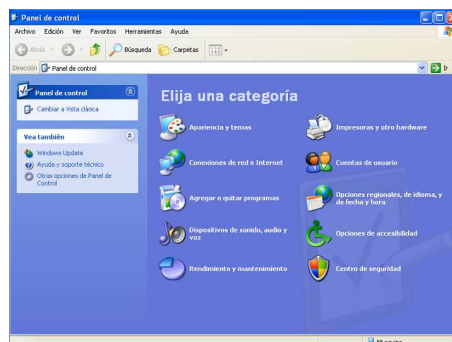 Panel de control
Archivo Edición Ver Favoritos Herramientas Ayuda
Atrás Búsqueda Carpetas
Dirección Panel de control Ir
Panel de control
Cambiar a Vista clásica
Vea también
Windows Update
Ayuda y soporte técnico
Otras opciones de Panel de
Control
Elija una categoría
Apariencia y temas
Impresoras y otro hardware
Conexiones de red e Internet
Cuentas de usuario
Agregar o quitar programas
Opciones regionales, de idioma, y
de fecha y hora
Dispositivos de sonido, audio y
voz
Opciones de accesibilidad
Rendimiento y mantenimiento
Centro de seguridad